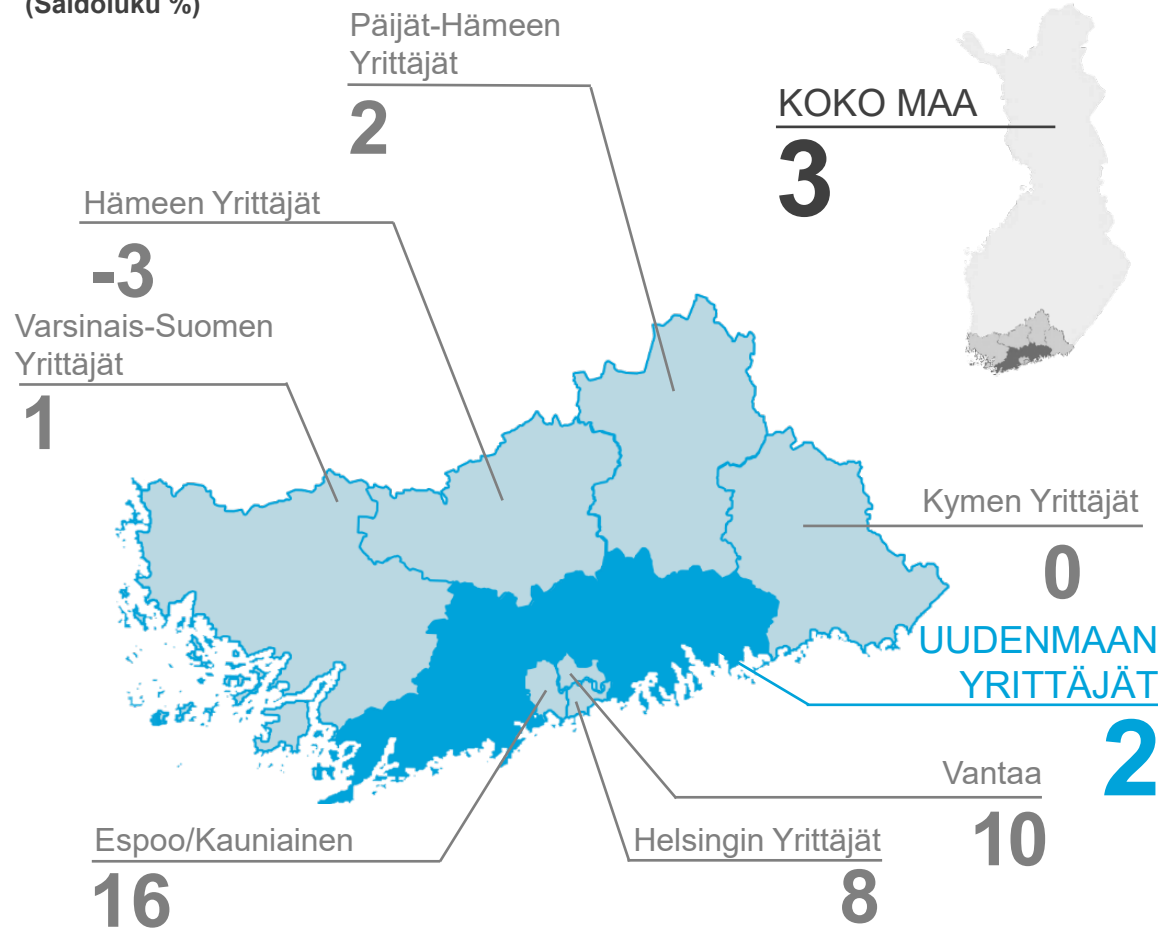 (Saldoluku %)
Päijät-Hämeen
Yrittäjät
2
KOKO MAA
3
Hämeen Yrittäjät
-3
Varsinais-Suomen
Yrittäjät
1
Kymen Yrittäjät
0
UUDENMAAN
YRITTÄJÄT
2
Vantaa
10
Espoo/Kauniainen
16
Helsingin Yrittäjät
8